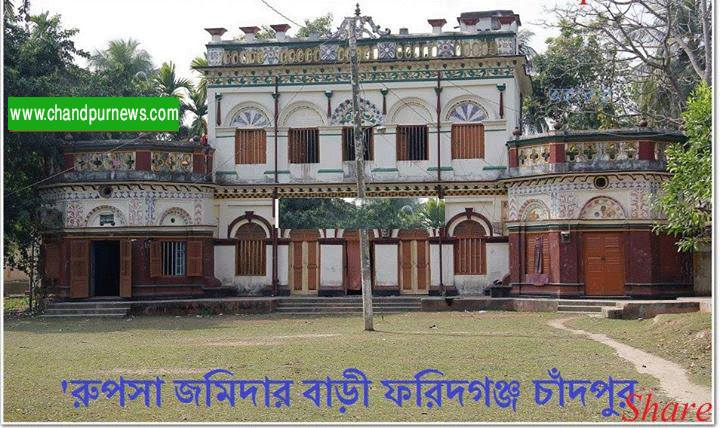 www.chandpurnews.com
'রুপসা জমিদার বাড়ী ফরিদগঞ্জ চাঁদপুর
Share